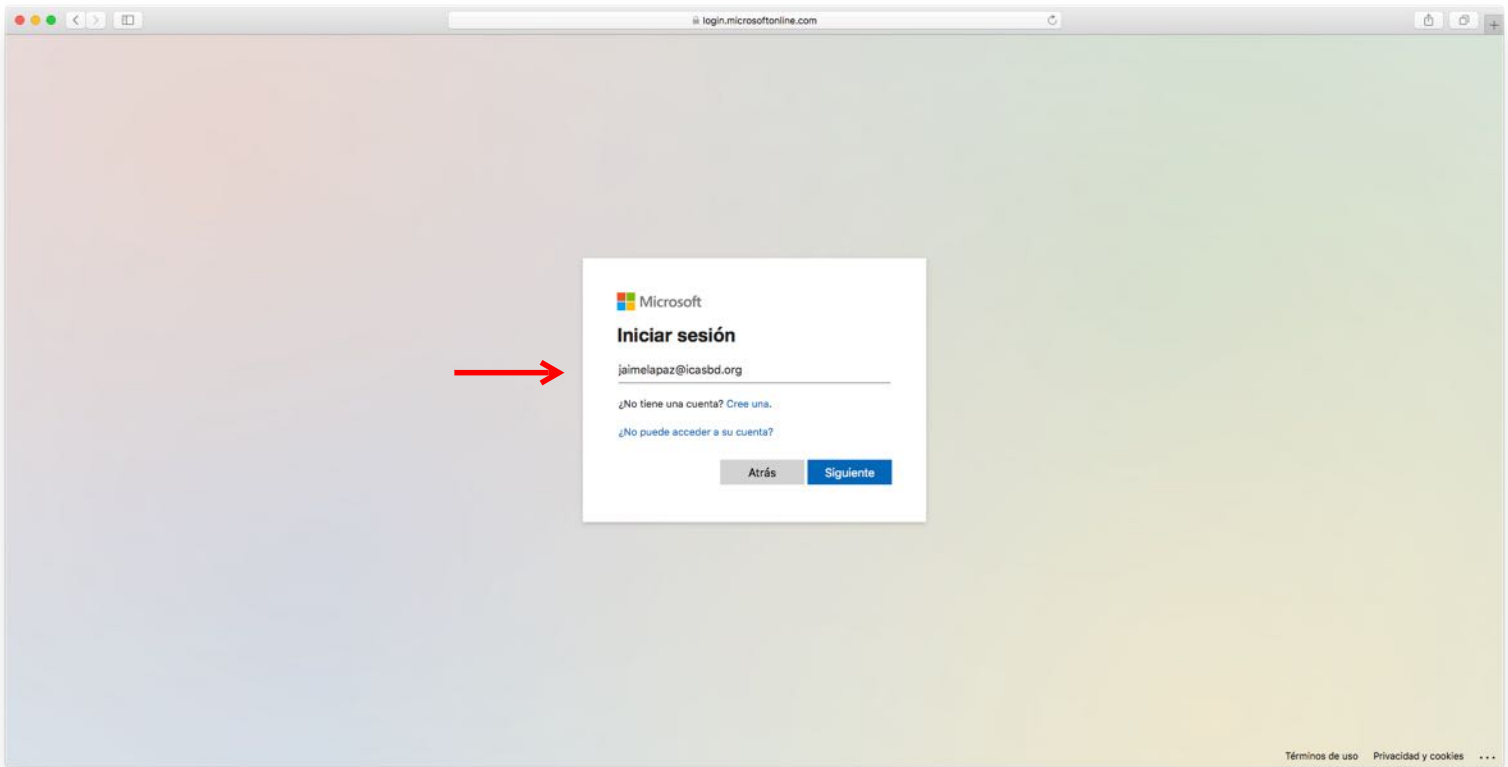 login.microsoftonline.com
Microsoft
Iniciar sesión
jaimelapaz@icasbd.org
¿No tiene una cuenta? Cree una.
¿No puede acceder a su cuenta?
Atrás Siguiente
Términos de uso Privacidad y cookies ...